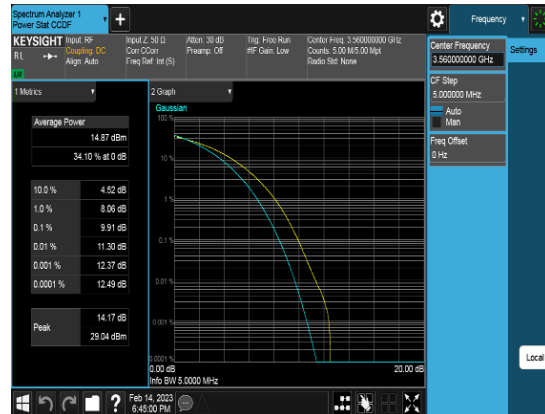 Spectrum Analyzer 1
Power Stat CCDF
+
Frequency
KEYSIGHT
RL
Input: RF
Coupling: DC
Align: Auto
Input Z: 50 Ω
Corr CCorr
Freq Ref: Int (S)
Atten: 30 dB
Preamp: Off
Trig: Free Run
#IF Gain: Low
Center Freq: 3.560000000 GHz
Counts: 5.00 M/5.00 Mpt
Radio Std: None
Center Frequency
3.560000000 GHz
Settings
CF Step
5.000000 MHz
Auto
Man
Freq Offset
0 Hz
1 Metrics
Average Power
14.87 dBm
34.10 % at 0 dB
10.0 % 4.52 dB
1.0 % 8.06 dB
0.1 % 9.91 dB
0.01 % 11.30 dB
0.001 % 12.37 dB
0.0001 % 12.49 dB
Peak
14.17 dB
29.04 dBm
2 Graph
Gaussian
100 %
10 %
1 %
0.1 %
0.01 %
0.001 %
0.0001 %
0.00 dB 20.00 dB
Info BW 5.0000 MHz
Local
?
Feb 14, 2023
6:45:00 PM